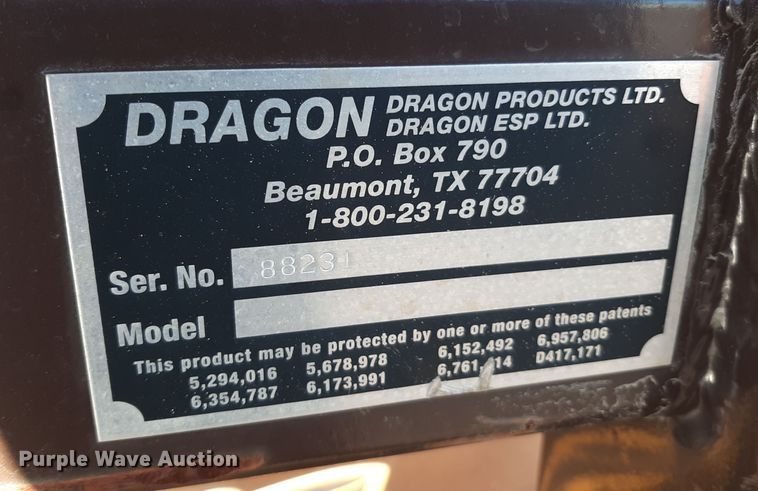 DRAGON DRAGON PRODUCTS LTD.
DRAGON ESP LTD.
P.O. Box 790
Beaumont, TX 77704
1-800-231-8198
Ser. No. 88231
Model
This product may be protected by one or more of these patents
5,294,016 5,678,978 6,152,492 6,957,806
6,354,787 6,173,991 D417,171
Purple Wave Auction